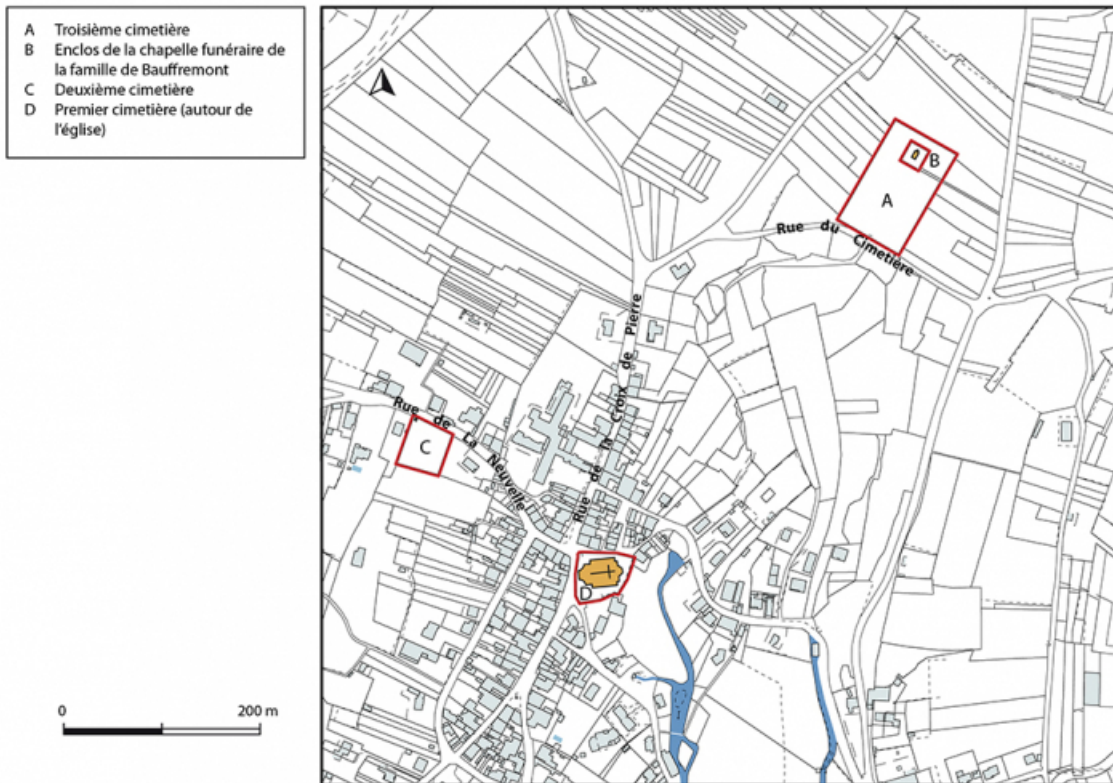 A Troisième cimetière
B Enclos de la chapelle funéraire de
la famille de Bauffremont
C Deuxième cimetière
D Premier cimetière (autour de
l'église)
B
A
Rue du Cimetière
Rue de la Croix de Pierre
Rue de La Neuvelle
C
D
0 200 m